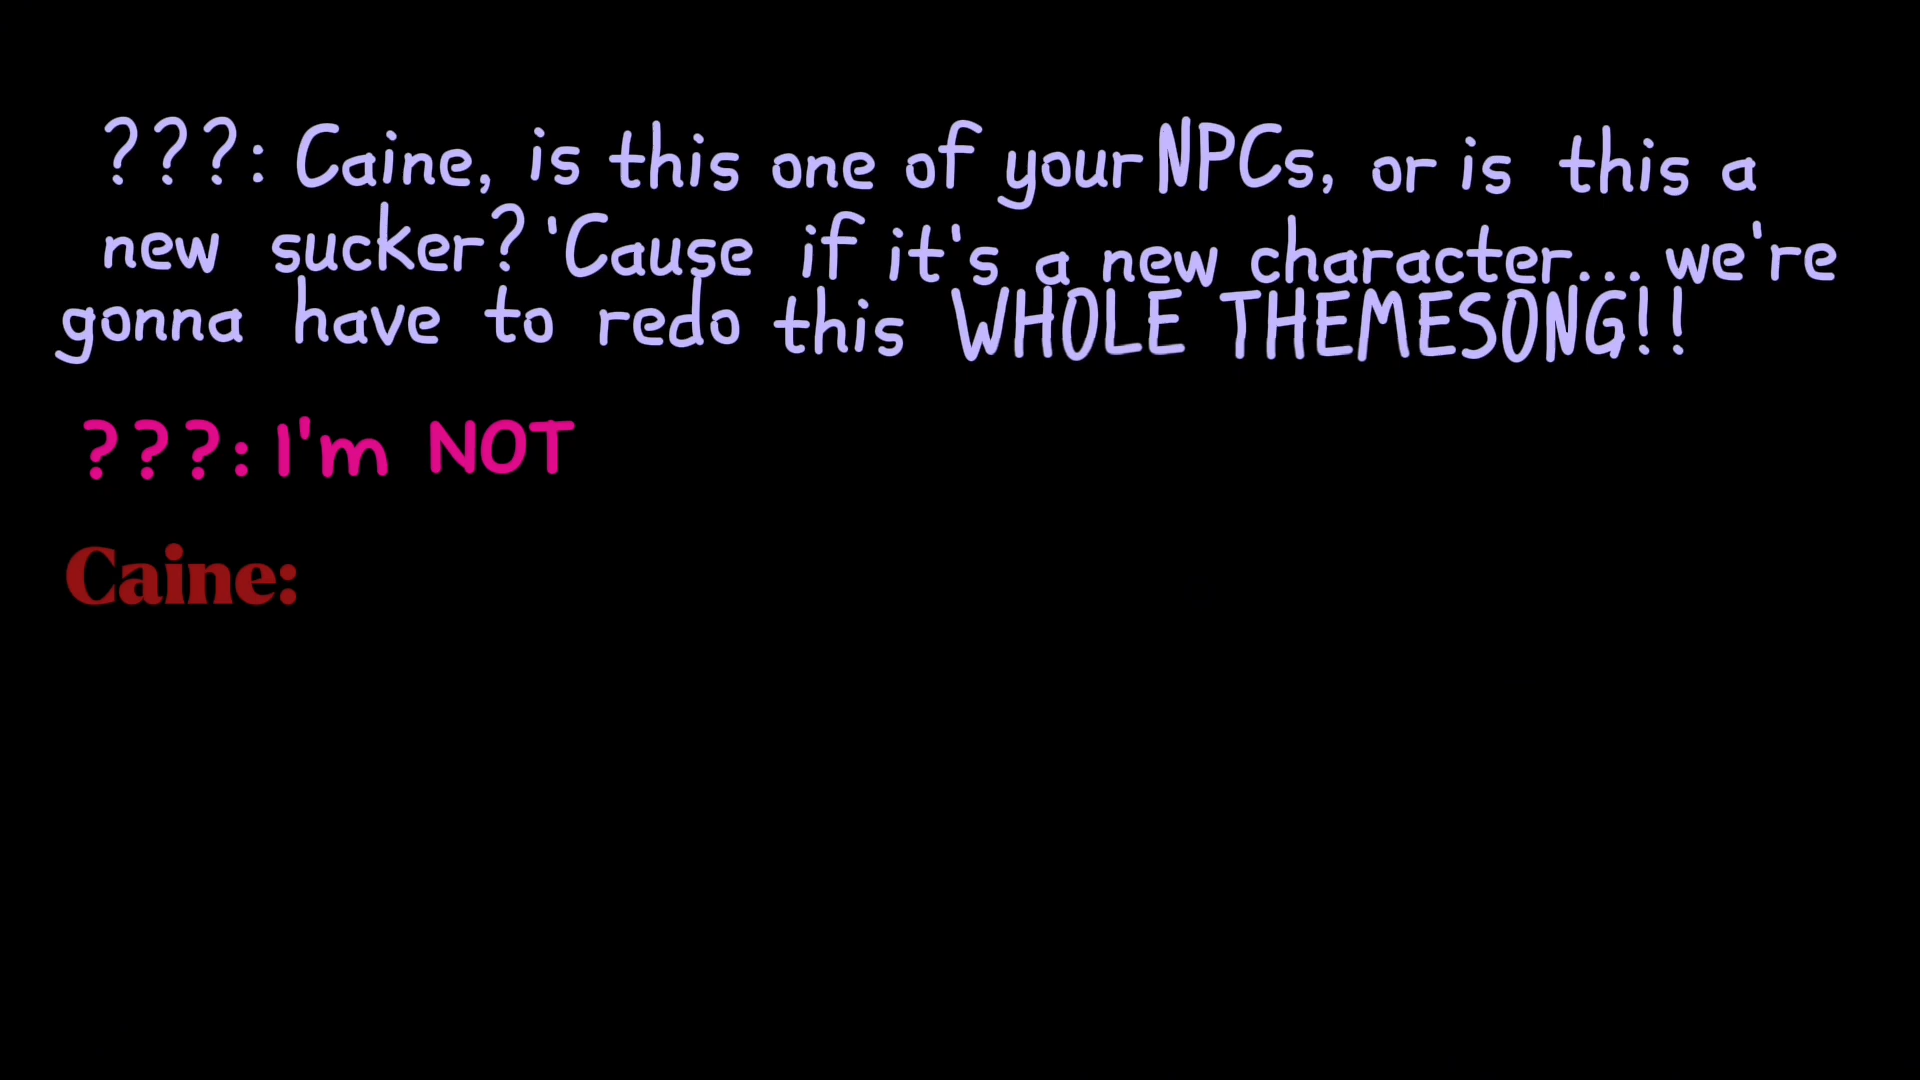 ???: Caine, is this one of your NPCs, or is this a
new sucker? 'Cause if it's a new character... we're
gonna have to redo this WHOLE THEMESONG!!
???: I'm NOT
Caine: